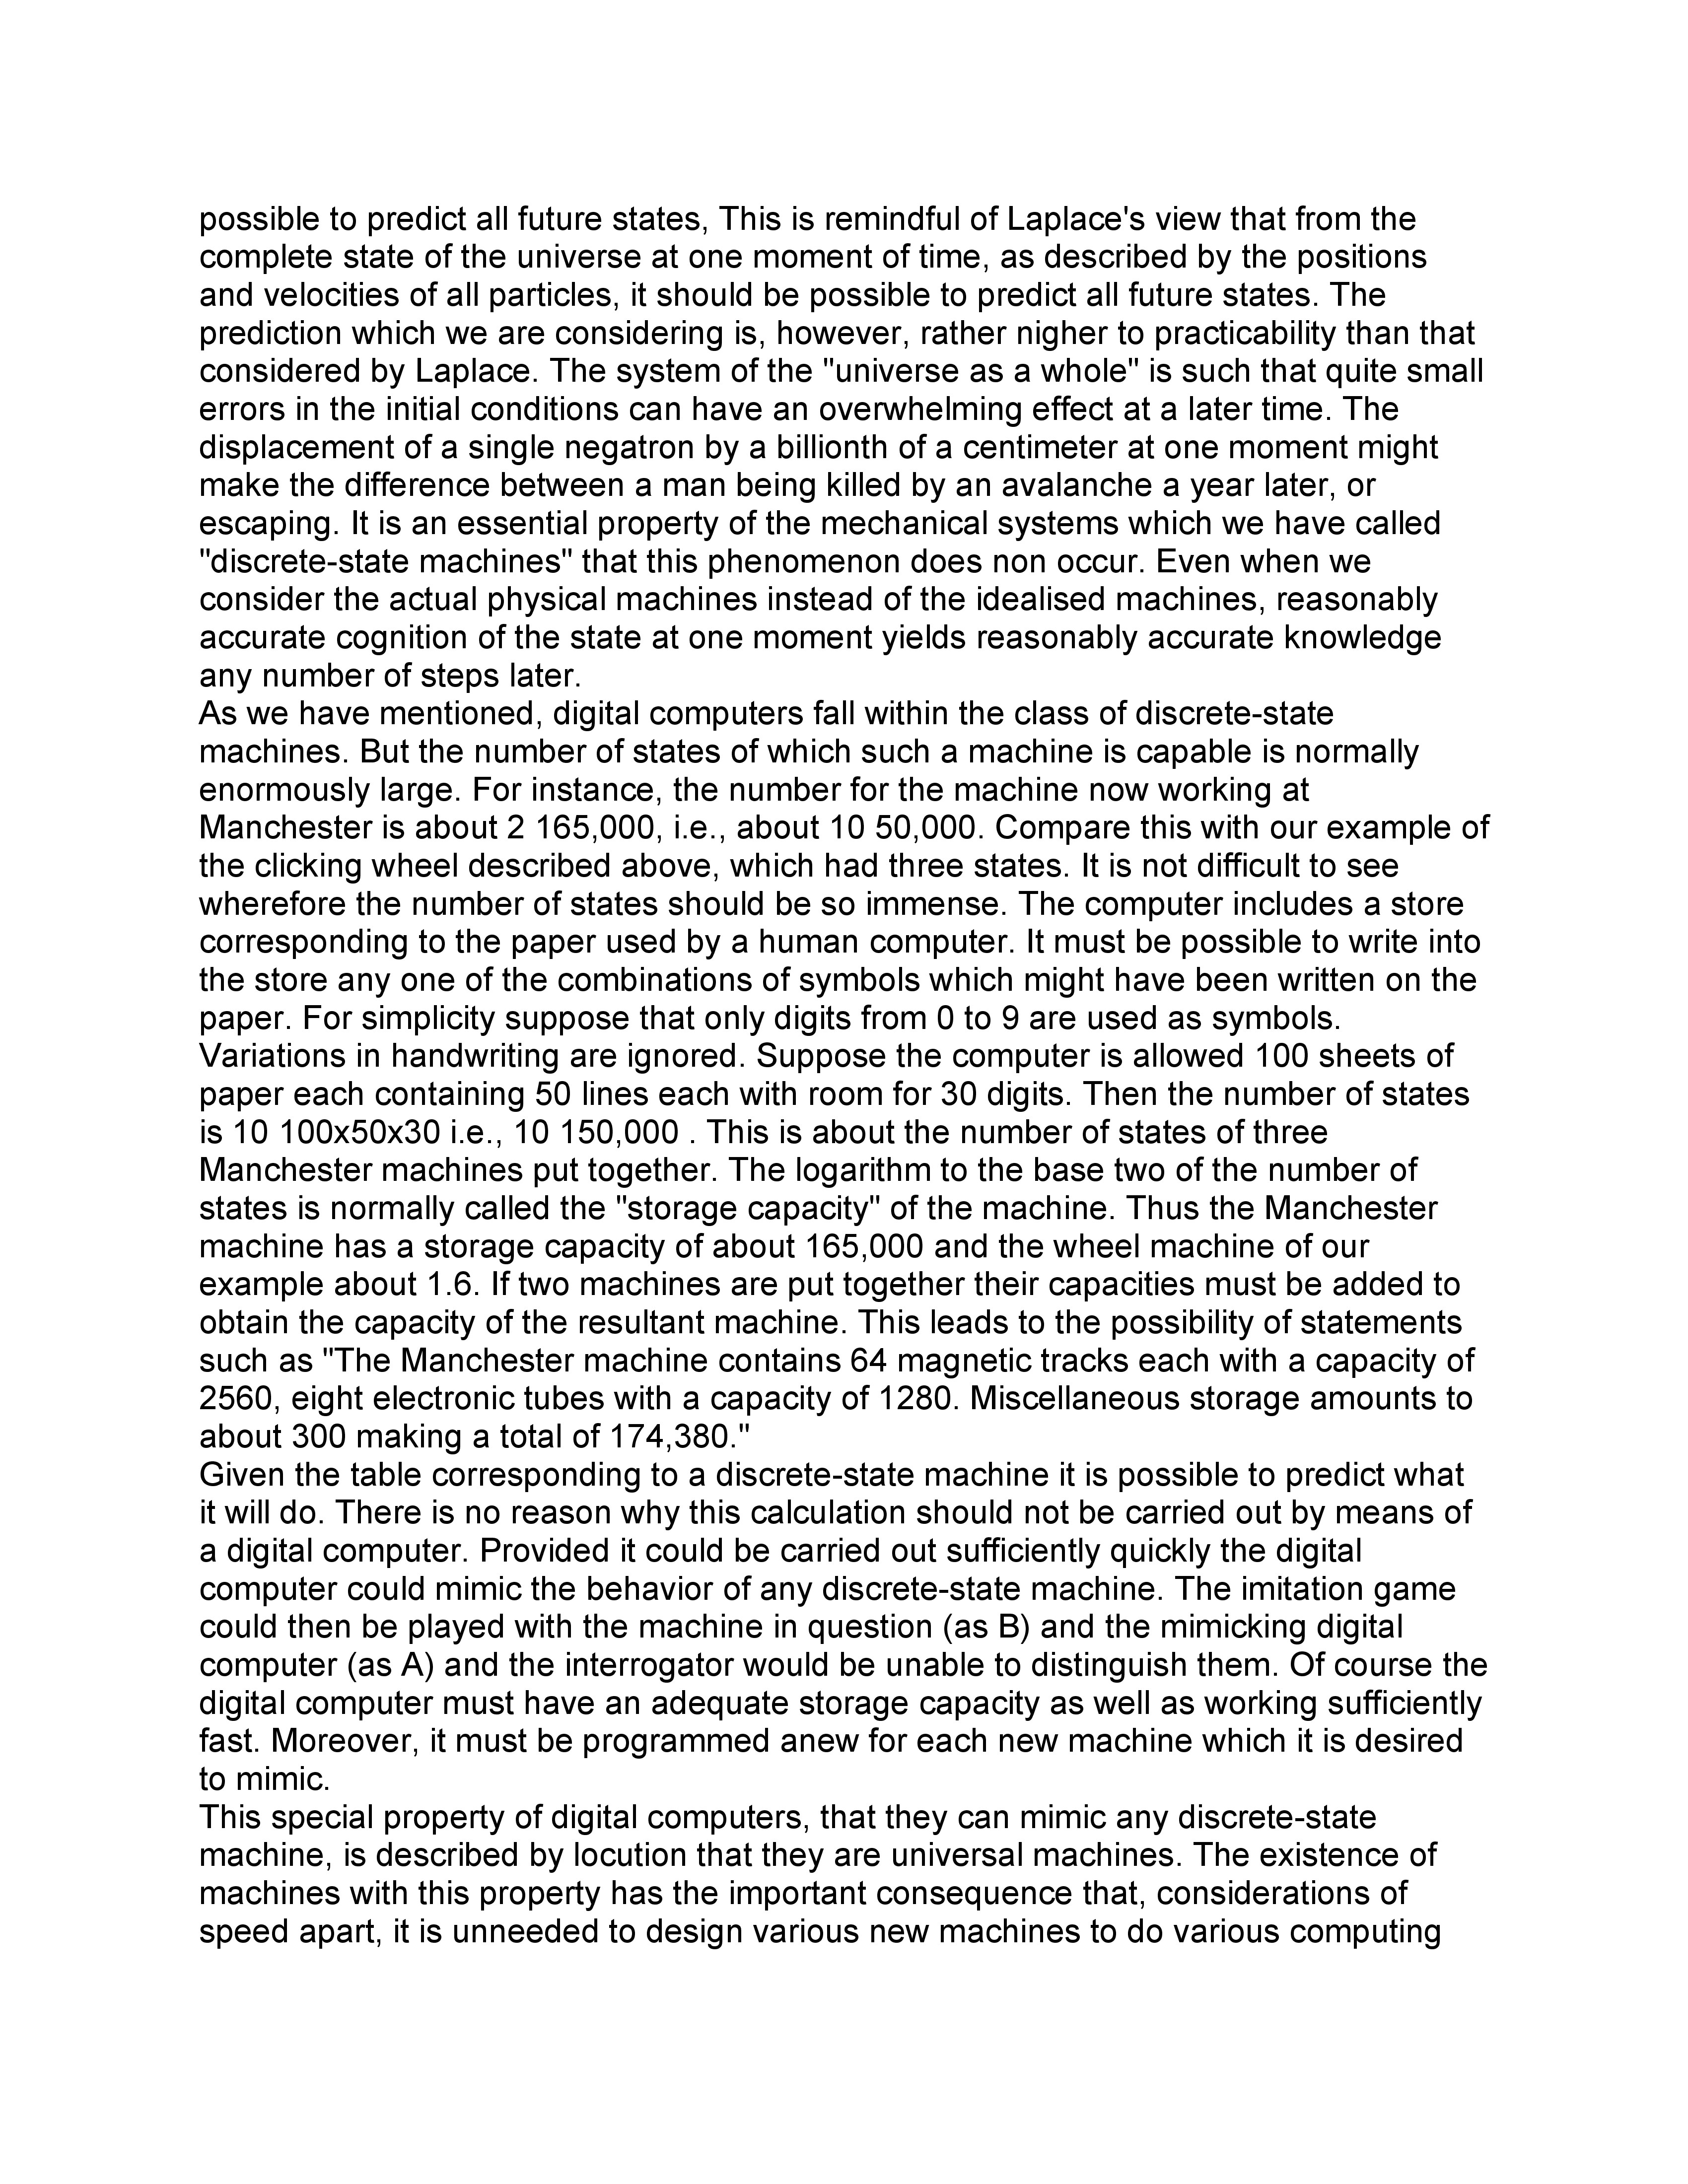 possible to predict all future states, This is remindful of Laplace's view that from the
complete state of the universe at one moment of time, as described by the positions
and velocities of all particles, it should be possible to predict all future states. The
prediction which we are considering is, however, rather nigher to practicability than that
considered by Laplace. The system of the "universe as a whole" is such that quite small
errors in the initial conditions can have an overwhelming effect at a later time. The
displacement of a single negatron by a billionth of a centimeter at one moment might
make the difference between a man being killed by an avalanche a year later, or
escaping. It is an essential property of the mechanical systems which we have called
"discrete-state machines" that this phenomenon does non occur. Even when we
consider the actual physical machines instead of the idealised machines, reasonably
accurate cognition of the state at one moment yields reasonably accurate knowledge
any number of steps later.
As we have mentioned, digital computers fall within the class of discrete-state
machines. But the number of states of which such a machine is capable is normally
enormously large. For instance, the number for the machine now working at
Manchester is about 2 165,000, i.e., about 10 50,000. Compare this with our example of
the clicking wheel described above, which had three states. It is not difficult to see
wherefore the number of states should be so immense. The computer includes a store
corresponding to the paper used by a human computer. It must be possible to write into
the store any one of the combinations of symbols which might have been written on the
paper. For simplicity suppose that only digits from 0 to 9 are used as symbols.
Variations in handwriting are ignored. Suppose the computer is allowed 100 sheets of
paper each containing 50 lines each with room for 30 digits. Then the number of states
is 10 100x50x30 i.e., 10 150,000 . This is about the number of states of three
Manchester machines put together. The logarithm to the base two of the number of
states is normally called the "storage capacity" of the machine. Thus the Manchester
machine has a storage capacity of about 165,000 and the wheel machine of our
example about 1.6. If two machines are put together their capacities must be added to
obtain the capacity of the resultant machine. This leads to the possibility of statements
such as "The Manchester machine contains 64 magnetic tracks each with a capacity of
2560, eight electronic tubes with a capacity of 1280. Miscellaneous storage amounts to
about 300 making a total of 174,380."
Given the table corresponding to a discrete-state machine it is possible to predict what
it will do. There is no reason why this calculation should not be carried out by means of
a digital computer. Provided it could be carried out sufficiently quickly the digital
computer could mimic the behavior of any discrete-state machine. The imitation game
could then be played with the machine in question (as B) and the mimicking digital
computer (as A) and the interrogator would be unable to distinguish them. Of course the
digital computer must have an adequate storage capacity as well as working sufficiently
fast. Moreover, it must be programmed anew for each new machine which it is desired
to mimic.
This special property of digital computers, that they can mimic any discrete-state
machine, is described by locution that they are universal machines. The existence of
machines with this property has the important consequence that, considerations of
speed apart, it is unneeded to design various new machines to do various computing